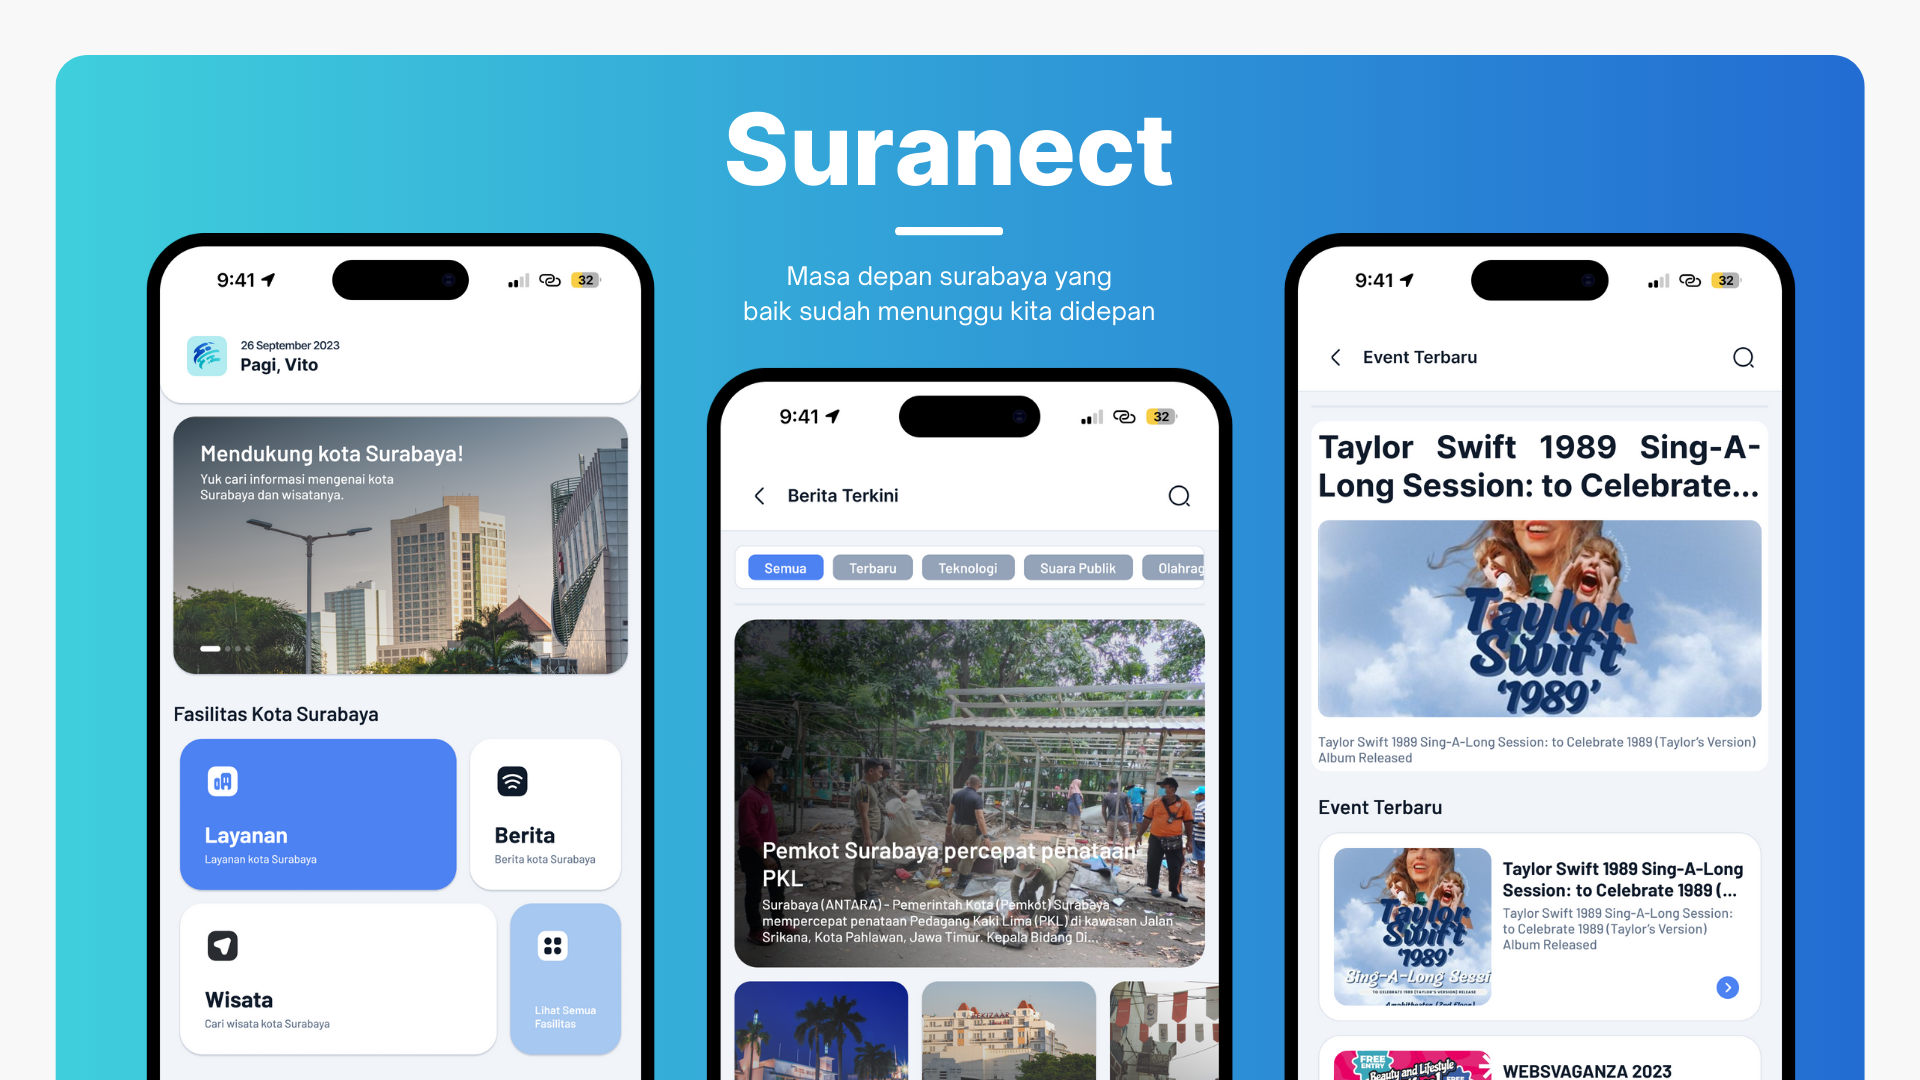 Suranect
Masa depan surabaya yang
baik sudah menunggu kita didepan
9:41
32
26 September 2023
Pagi, Vito
Mendukung kota Surabaya!
Yuk cari informasi mengenai kota
Surabaya dan wisatanya.
Fasilitas Kota Surabaya
Layanan
Layanan kota Surabaya
Berita
Berita kota Surabaya
Wisata
Cari wisata kota Surabaya
Lihat Semua
Fasilitas
9:41
32
Berita Terkini
Semua
Terbaru
Teknologi
Suara Publik
Olahrag
Pemkot Surabaya percepat penataan
PKL
Surabaya (ANTARA) - Pemerintah Kota (Pemkot) Surabaya
mempercepat penataan Pedagang Kaki Lima (PKL) di kawasan Jalan
Srikana, Kota Pahlawan, Jawa Timur. Kepala Bidang Di...
9:41
32
Event Terbaru
Taylor Swift 1989 Sing-A-
Long Session: to Celebrate...
Taylor
Swift
'1989'
Taylor Swift 1989 Sing-A-Long Session: to Celebrate 1989 (Taylor's Version)
Album Released
Event Terbaru
Taylor
Swift
'1989'
Sing-A-Long Sessi
TO CELEBRATE 1989 (TAYLOR'S VERSION) RELEASE
Taylor Swift 1989 Sing-A-Long
Session: to Celebrate 1989 (...
Taylor Swift 1989 Sing-A-Long Session:
to Celebrate 1989 (Taylor's Version)
Album Released
FREE
ENTRY
Beauty and Lifestyle
FREE
WEBSVAGANZA 2023